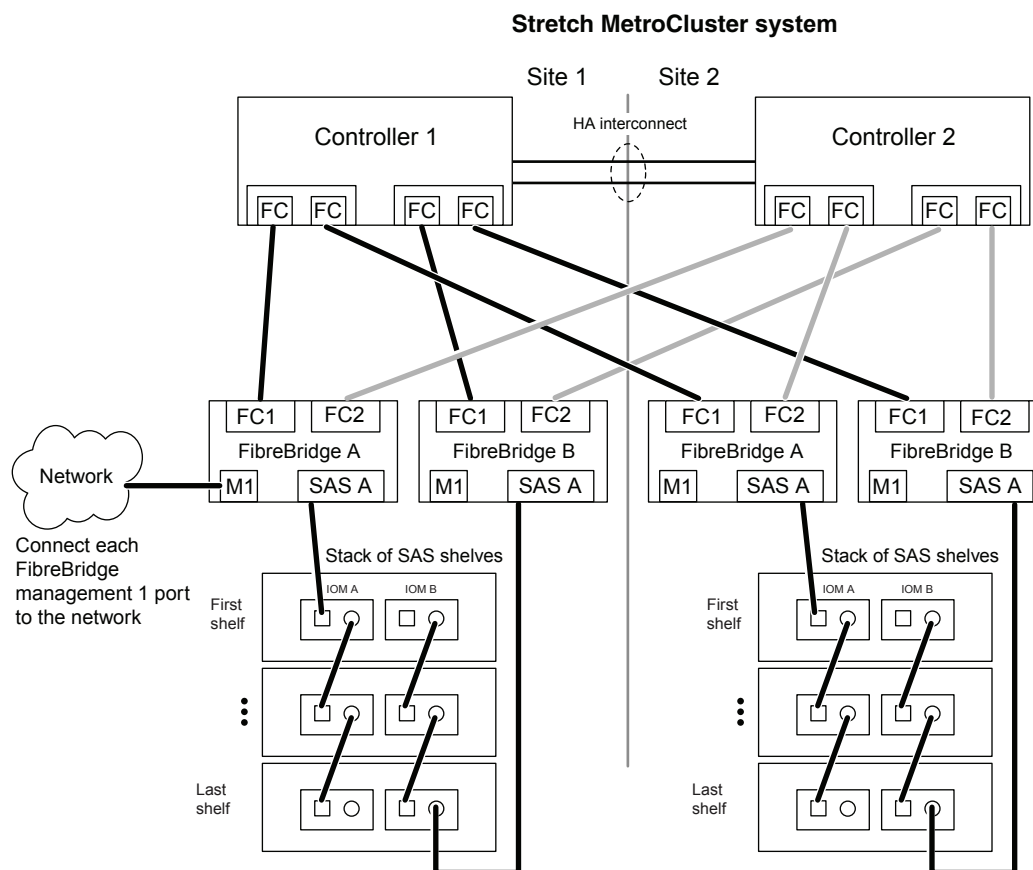 Stretch MetroCluster system
Site 1
Site 2
HA interconnect
Controller 1
Controller 2
FC
FC
FC
FC
FC
FC
FC
FC
FC1
FC2
FibreBridge A
M1
SAS A
FC1
FC2
FibreBridge B
M1
SAS A
FC1
FC2
FibreBridge A
M1
SAS A
FC1
FC2
FibreBridge B
M1
SAS A
Network
Connect each
FibreBridge
management 1 port
to the network
Stack of SAS shelves
IOM A
IOM B
First
shelf
Last
shelf
Stack of SAS shelves
IOM A
IOM B
First
shelf
Last
shelf